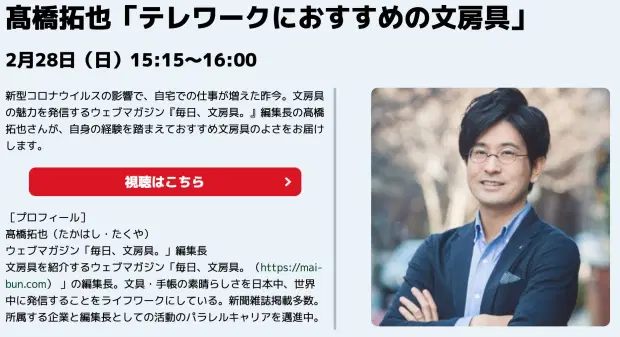 髙橋拓也「テレワークにおすすめの文房具」
2月28日（日）15:15〜16:00
新型コロナウイルスの影響で、自宅での仕事が増えた昨今。文房具
の魅力を発信するウェブマガジン『毎日、文房具。』編集長の髙橋
拓也さんが、自身の経験を踏まえておすすめ文房具のよさをお届け
します。
視聴はこちら
［プロフィール］
髙橋拓也（たかはし・たくや）
ウェブマガジン「毎日、文房具。」編集長
文房具を紹介するウェブマガジン「毎日、文房具。（https://mai-
bun.com） 」の編集長。文具・手帳の素晴らしさを日本中、世界
中に発信することをライフワークにしている。新聞雑誌掲載多数。
所属する企業と編集長としての活動のパラレルキャリアを邁進中。